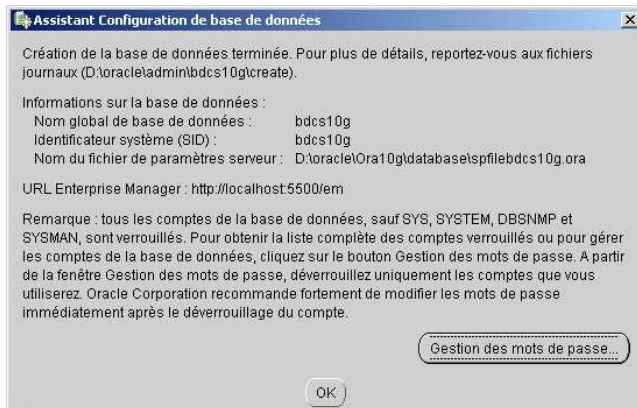 Assistant Configuration de base de données
Création de la base de données terminée. Pour plus de détails, reportez-vous aux fichiers
journaux (D:\oracle\admin\bdcs10g\create).
Informations sur la base de données :
Nom global de base de données : bdcs10g
Identificateur système (SID) : bdcs10g
Nom du fichier de paramètres serveur : D:\oracle\Ora10g\database\spfilebdcs10g.ora
URL Enterprise Manager : http://localhost:5500/em
Remarque : tous les comptes de la base de données, sauf SYS, SYSTEM, DBSNMP et
SYSMAN, sont verrouillés. Pour obtenir la liste complète des comptes verrouillés ou pour gérer
les comptes de la base de données, cliquez sur le bouton Gestion des mots de passe. A partir
de la fenêtre Gestion des mots de passe, déverrouillez uniquement les comptes que vous
utiliserez. Oracle Corporation recommande fortement de modifier les mots de passe
immédiatement après le déverrouillage du compte.
Gestion des mots de passe...
OK